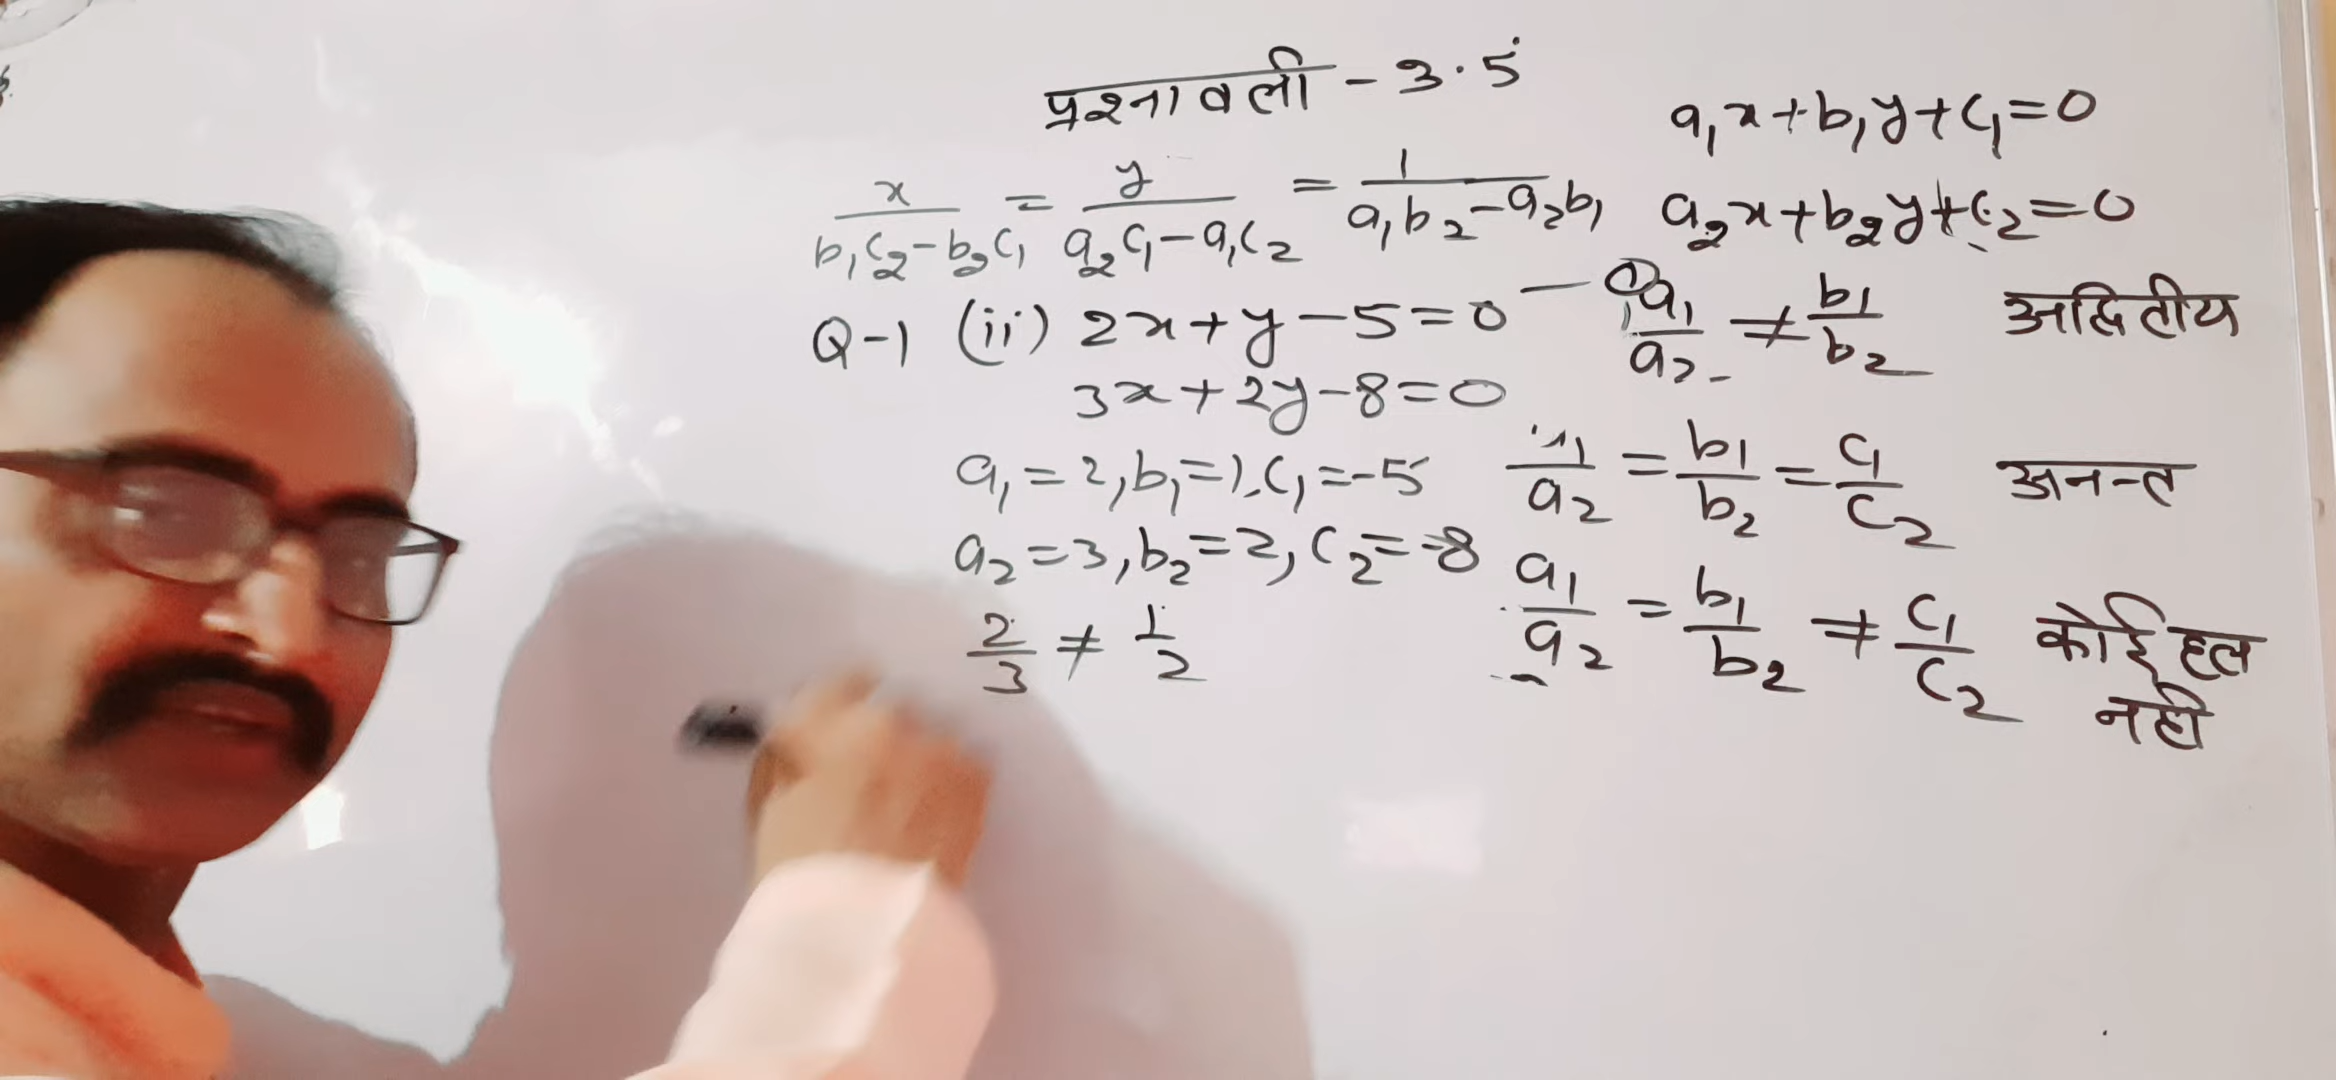 प्रश्नावली - 3.5
a₁x+b₁y+c₁=0
x/(b₁c₂-b₂c₁) = y/(a₂c₁-a₁c₂) = 1/(a₁b₂-a₂b₁)
a₂x+b₂y+c₂=0
Q-1 (ii) 2x+y-5=0 — ①
a₁/a₂ ≠ b₁/b₂ अद्वितीय
3x+2y-8=0
a₁=2, b₁=1, c₁=-5
a₁/a₂ = b₁/b₂ = c₁/c₂ अनन्त
a₂=3, b₂=2, c₂=-8
2/3 ≠ 1/2
a₁/a₂ = b₁/b₂ ≠ c₁/c₂ कोई हल
नही